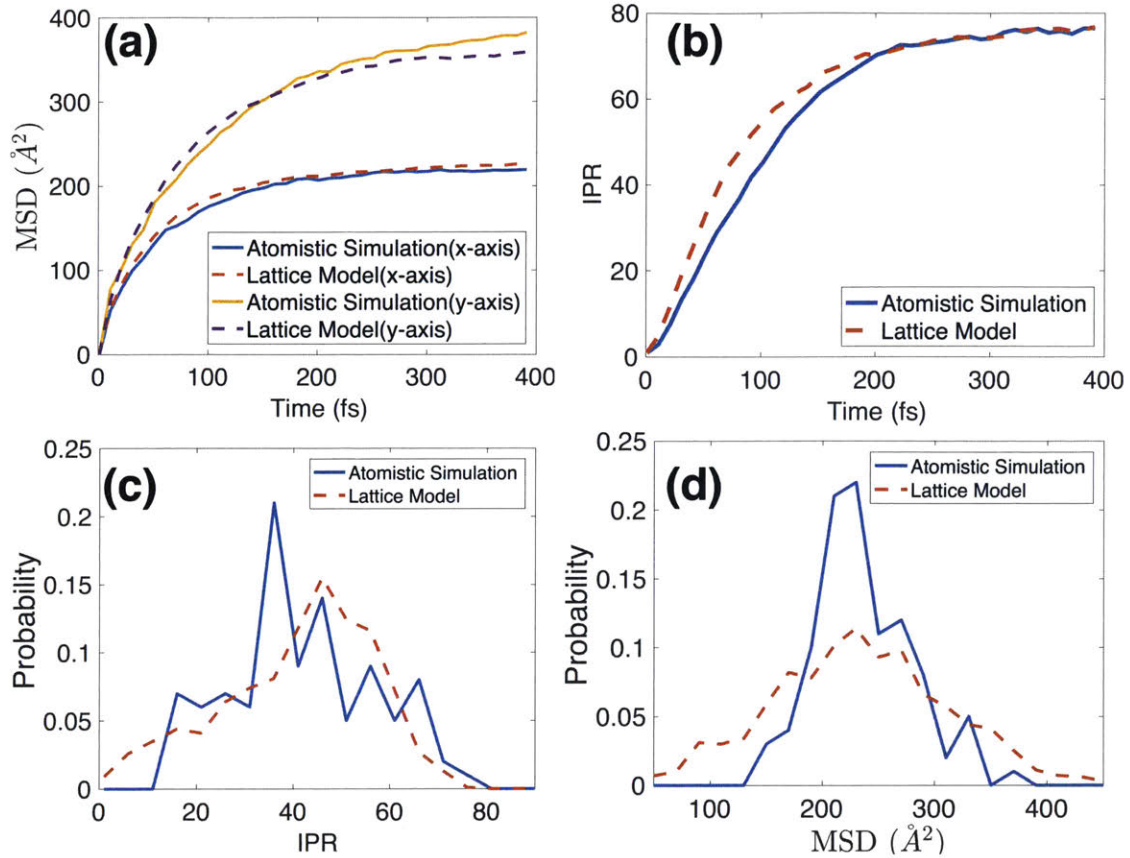 (a)
400
300
200
100
0
MSD (Å²)
Atomistic Simulation(x-axis)
Lattice Model(x-axis)
Atomistic Simulation(y-axis)
Lattice Model(y-axis)
0 100 200 300 400
Time (fs)
(b)
80
60
40
20
0
IPR
Atomistic Simulation
Lattice Model
0 100 200 300 400
Time (fs)
(c)
0.25
0.2
0.15
0.1
0.05
0
Probability
Atomistic Simulation
Lattice Model
0 20 40 60 80
IPR
(d)
0.25
0.2
0.15
0.1
0.05
0
Probability
Atomistic Simulation
Lattice Model
100 200 300 400
MSD (Å²)